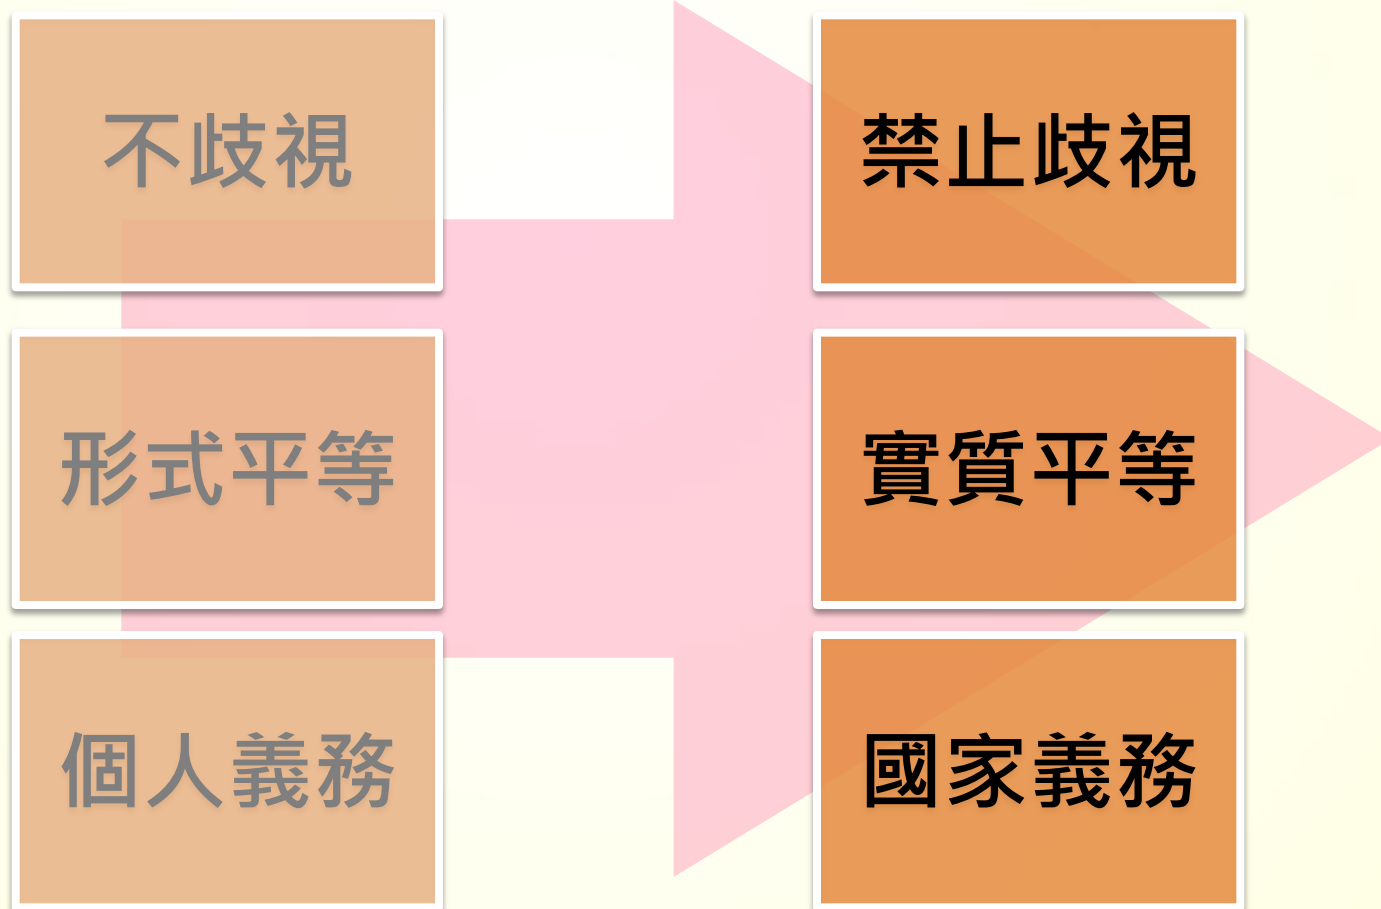 不歧視
禁止歧視
形式平等
實質平等
個人義務
國家義務